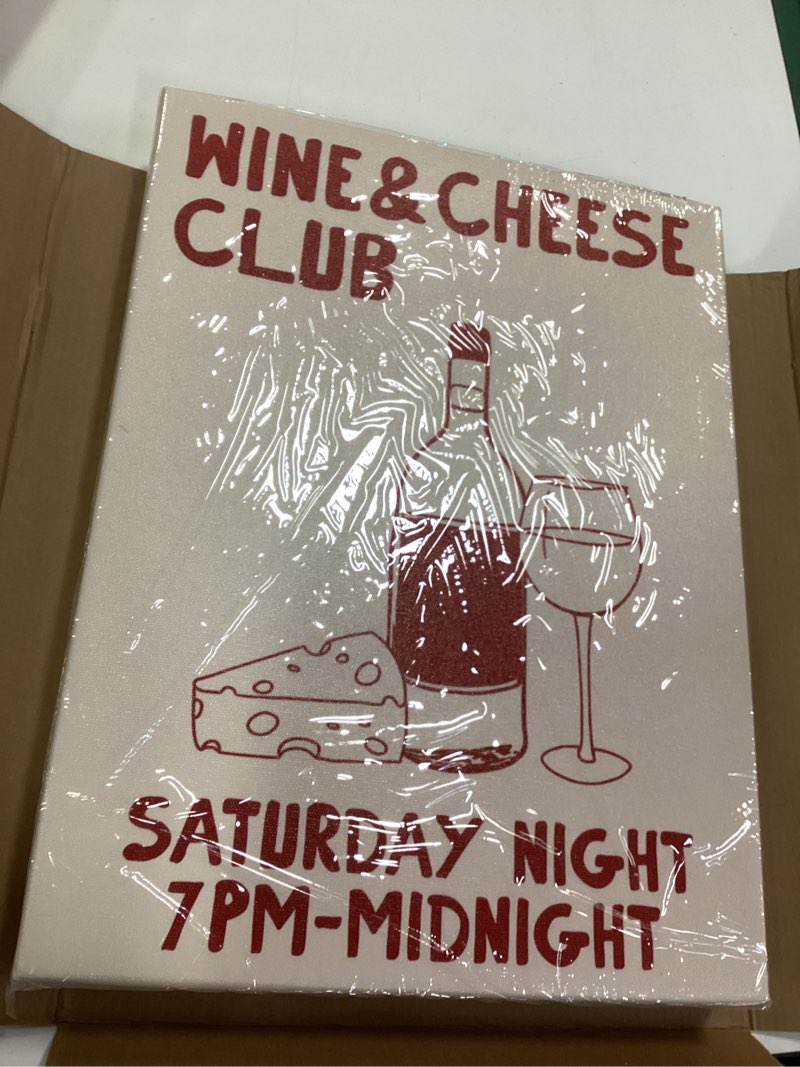 WINE & CHEESE
CLUB
SATURDAY NIGHT
7PM-MIDNIGHT